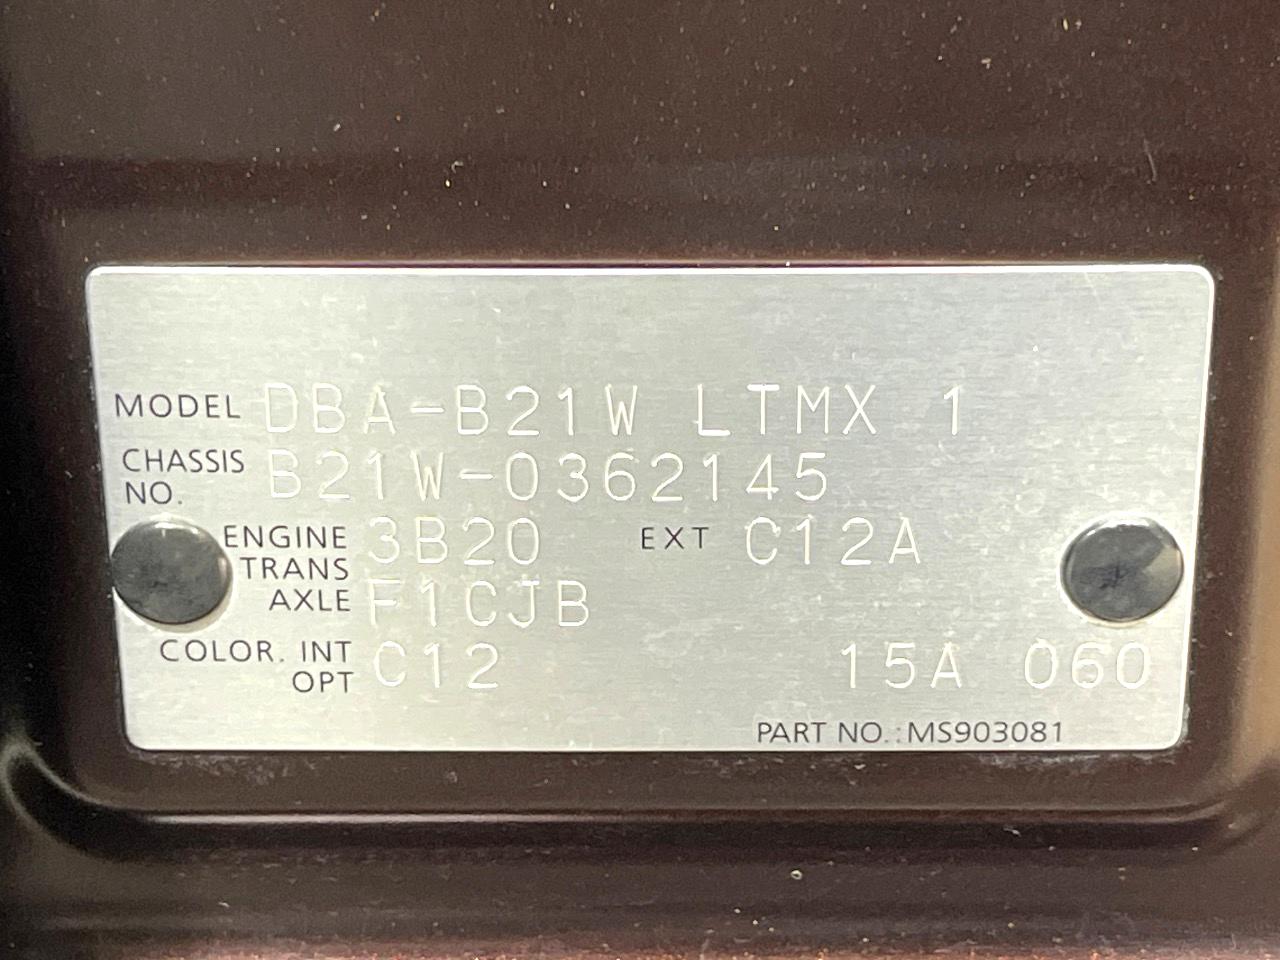 MODEL DBA-B21W LTMX 1
CHASSIS NO. B21W-0362145
ENGINE 3B20 EXT C12A
TRANS AXLE F1CJB
COLOR. INT OPT C12 15A 060
PART NO.:MS903081